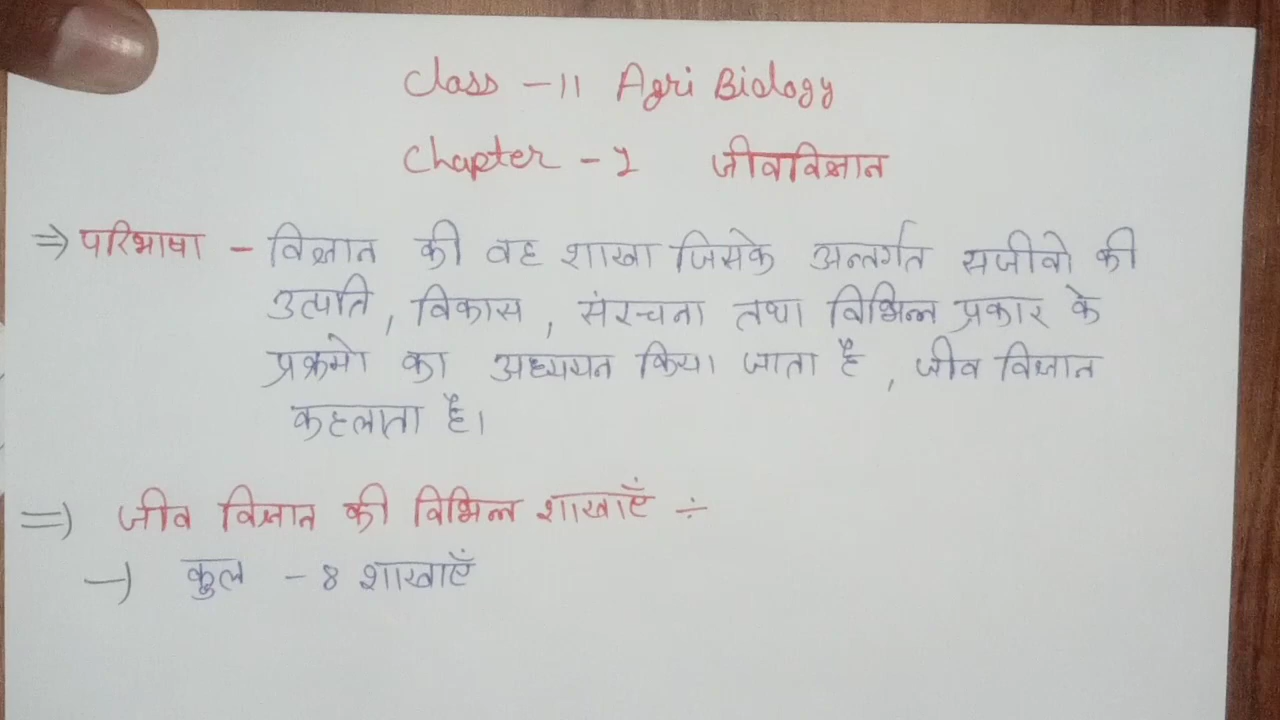 Class - 11 Agri Biology
Chapter - 1 जीवविज्ञान
⇒ परिभाषा - विज्ञान की वह शाखा जिसके अन्तर्गत सजीवो की
उत्पति, विकास, संरचना तथा विभिन्न प्रकार के
प्रक्रमो का अध्ययन किया जाता है, जीव विज्ञान
कहलाता है।
⇒ जीव विज्ञान की विभिन्न शाखाएँ ÷
→ कुल - 8 शाखाएँ